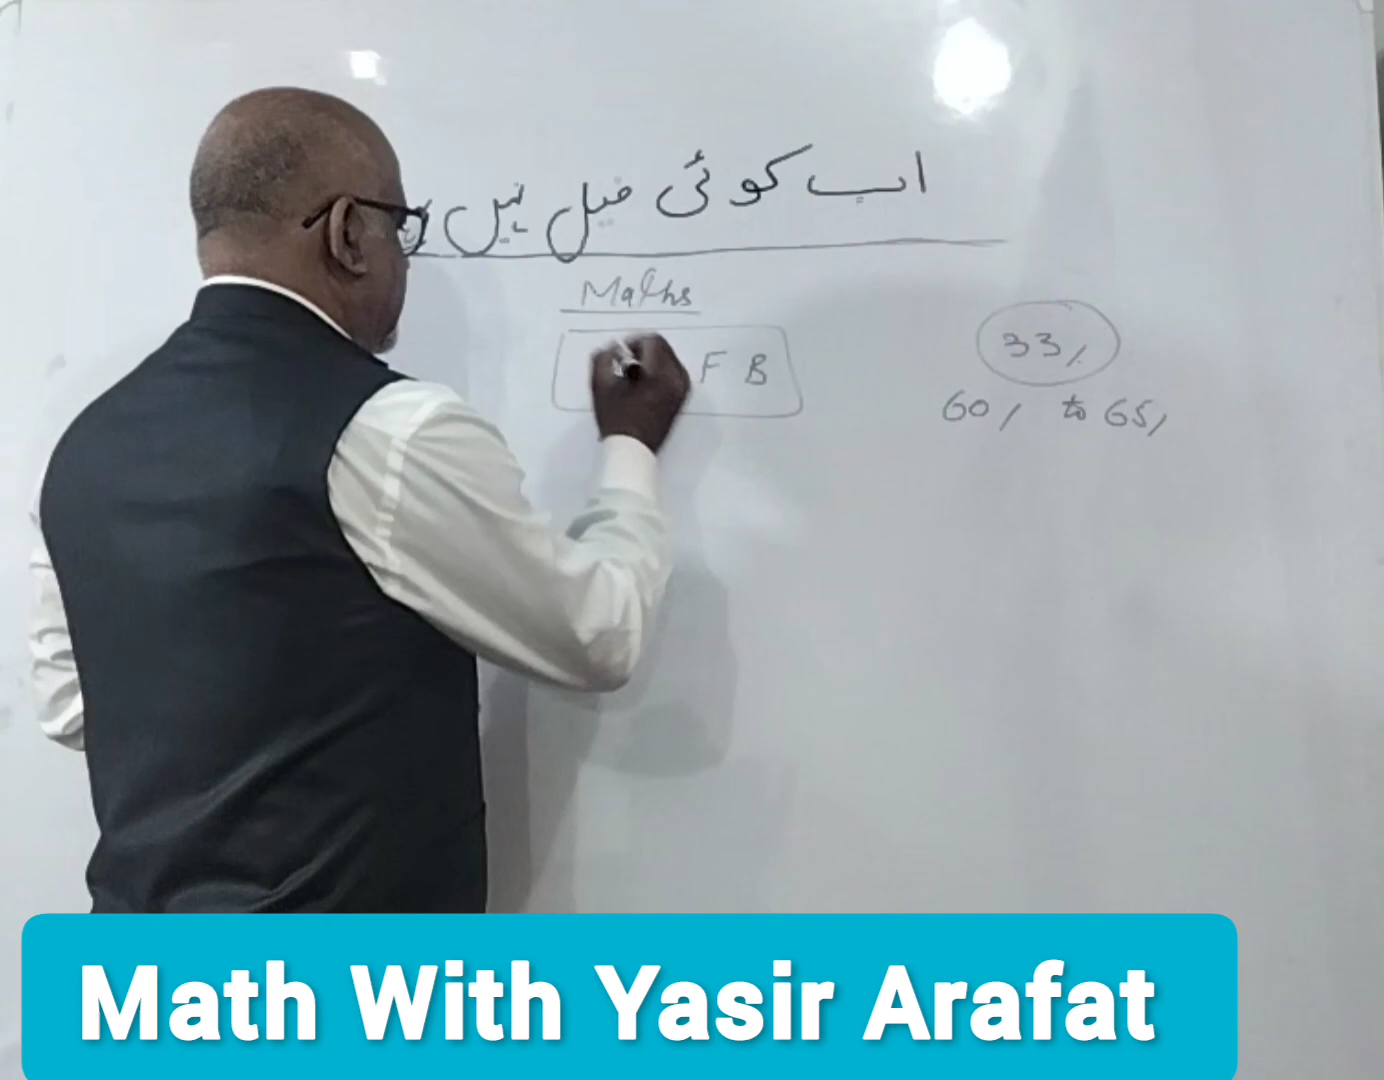 اب کوئی فیل نہیں
Maths
F B
33%
60% to 65%
Math With Yasir Arafat